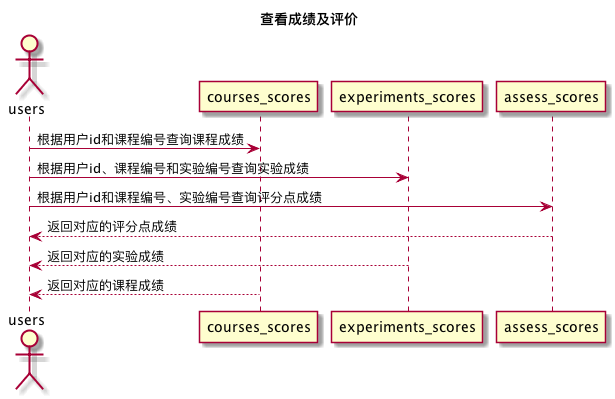 查看成绩及评价
users
courses_scores
experiments_scores
assess_scores
根据用户id和课程编号查询课程成绩
根据用户id、课程编号和实验编号查询实验成绩
根据用户id和课程编号、实验编号查询评分点成绩
返回对应的评分点成绩
返回对应的实验成绩
返回对应的课程成绩
users
courses_scores
experiments_scores
assess_scores